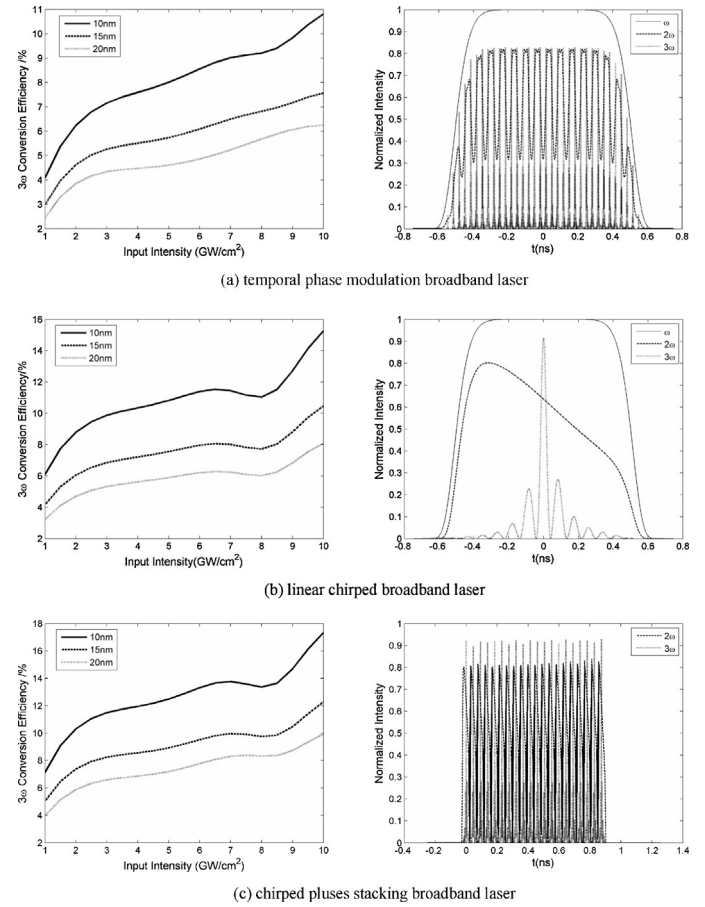 11
10
9
8
7
6
5
4
3
2
1 2 3 4 5 6 7 8 9 10
3ω Conversion Efficiency /%
Input Intensity (GW/cm²)
10nm
15nm
20nm
1
0.9
0.8
0.7
0.6
0.5
0.4
0.3
0.2
0.1
0
-0.8 -0.6 -0.4 -0.2 0 0.2 0.4 0.6 0.8
Normalized Intensity
t(ns)
ω
2ω
3ω
(a) temporal phase modulation broadband laser
16
14
12
10
8
6
4
2
1 2 3 4 5 6 7 8 9 10
3ω Conversion Efficiency/%
Input Intensity(GW/cm²)
10nm
15nm
20nm
1
0.9
0.8
0.7
0.6
0.5
0.4
0.3
0.2
0.1
0
-0.8 -0.6 -0.4 -0.2 0 0.2 0.4 0.6 0.8
Normalized Intensity
t(ns)
ω
2ω
3ω
(b) linear chirped broadband laser
18
16
14
12
10
8
6
4
2
1 2 3 4 5 6 7 8 9 10
3ω Conversion Efficiency /%
Input Intensity (GW/cm²)
10nm
15nm
20nm
1
0.9
0.8
0.7
0.6
0.5
0.4
0.3
0.2
0.1
0
-0.4 -0.2 0 0.2 0.4 0.6 0.8 1 1.2 1.4
Normalized Intensity
t(ns)
2ω
3ω
(c) chirped pluses stacking broadband laser